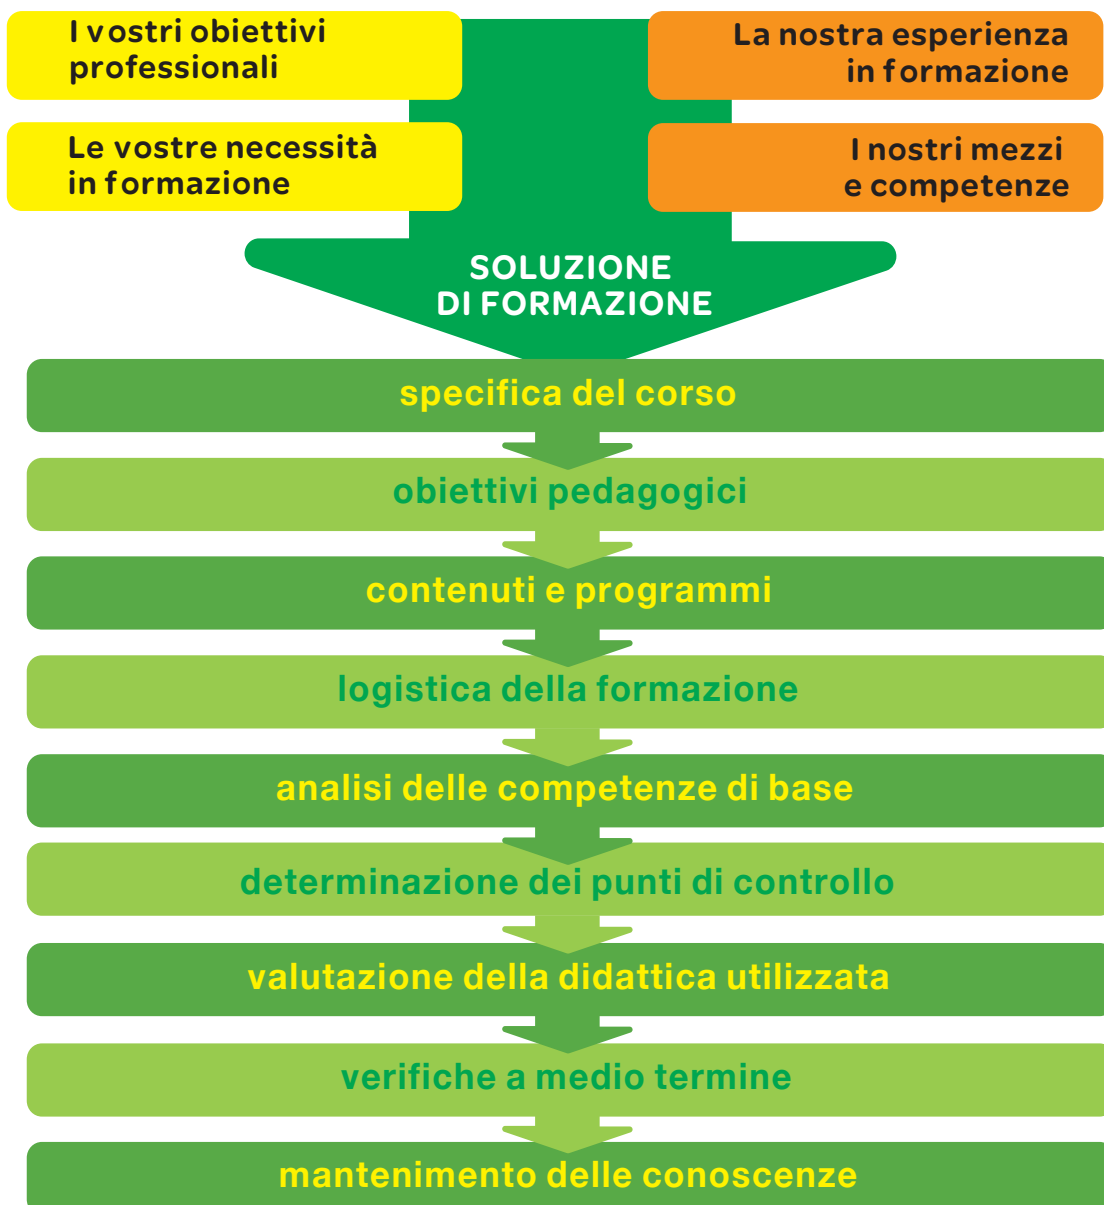 I vostri obiettivi
professionali
La nostra esperienza
in formazione
Le vostre necessità
in formazione
I nostri mezzi
e competenze
SOLUZIONE
DI FORMAZIONE
specifica del corso
obiettivi pedagogici
contenuti e programmi
logistica della formazione
analisi delle competenze di base
determinazione dei punti di controllo
valutazione della didattica utilizzata
verifiche a medio termine
mantenimento delle conoscenze